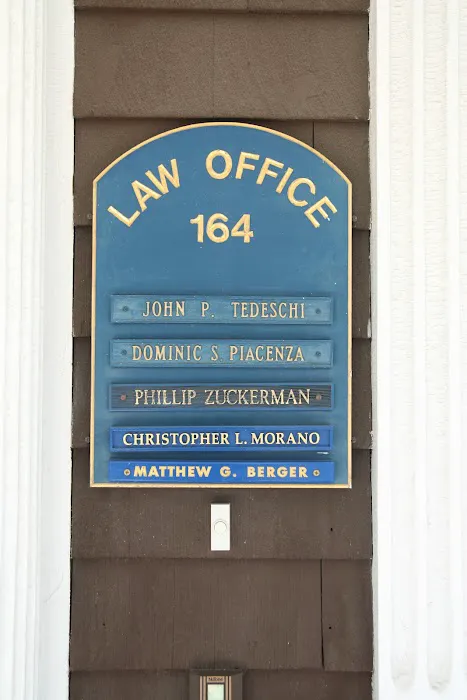 LAW OFFICE
164
JOHN P. TEDESCHI
DOMINIC S. PIACENZA
PHILLIP ZUCKERMAN
CHRISTOPHER L. MORANO
MATTHEW G. BERGER